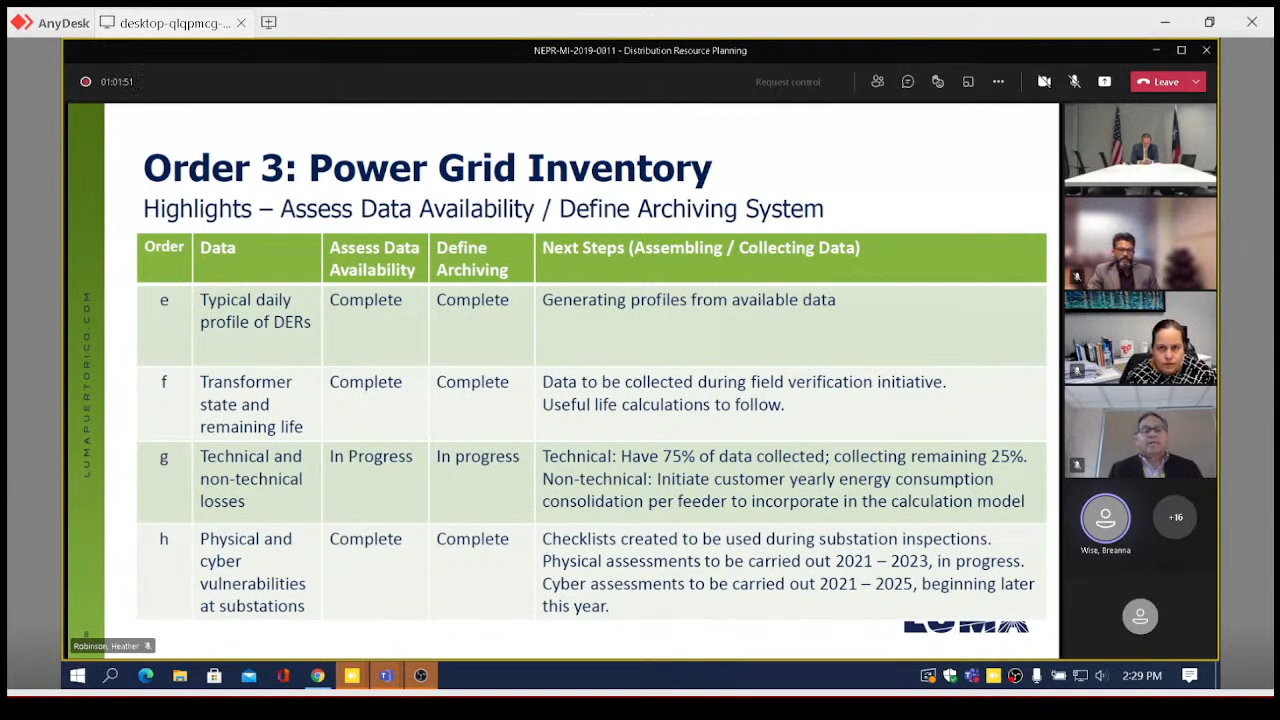 AnyDesk
desktop-qlqpmcg-...
NEPR-MI-2019-0011 - Distribution Resource Planning
01:01:51
Request control
Leave
Order 3: Power Grid Inventory
Highlights – Assess Data Availability / Define Archiving System
Order
Data
Assess Data
Availability
Define
Archiving
Next Steps (Assembling / Collecting Data)
e
Typical daily
profile of DERs
Complete
Complete
Generating profiles from available data
f
Transformer
state and
remaining life
Complete
Complete
Data to be collected during field verification initiative.
Useful life calculations to follow.
g
Technical and
non-technical
losses
In Progress
In progress
Technical: Have 75% of data collected; collecting remaining 25%.
Non-technical: Initiate customer yearly energy consumption
consolidation per feeder to incorporate in the calculation model
h
Physical and
cyber
vulnerabilities
at substations
Complete
Complete
Checklists created to be used during substation inspections.
Physical assessments to be carried out 2021 – 2023, in progress.
Cyber assessments to be carried out 2021 – 2025, beginning later
this year.
LUMAPUERTORICO.COM
LUMA
Robinson, Heather
+16
Wise, Breanna
2:29 PM